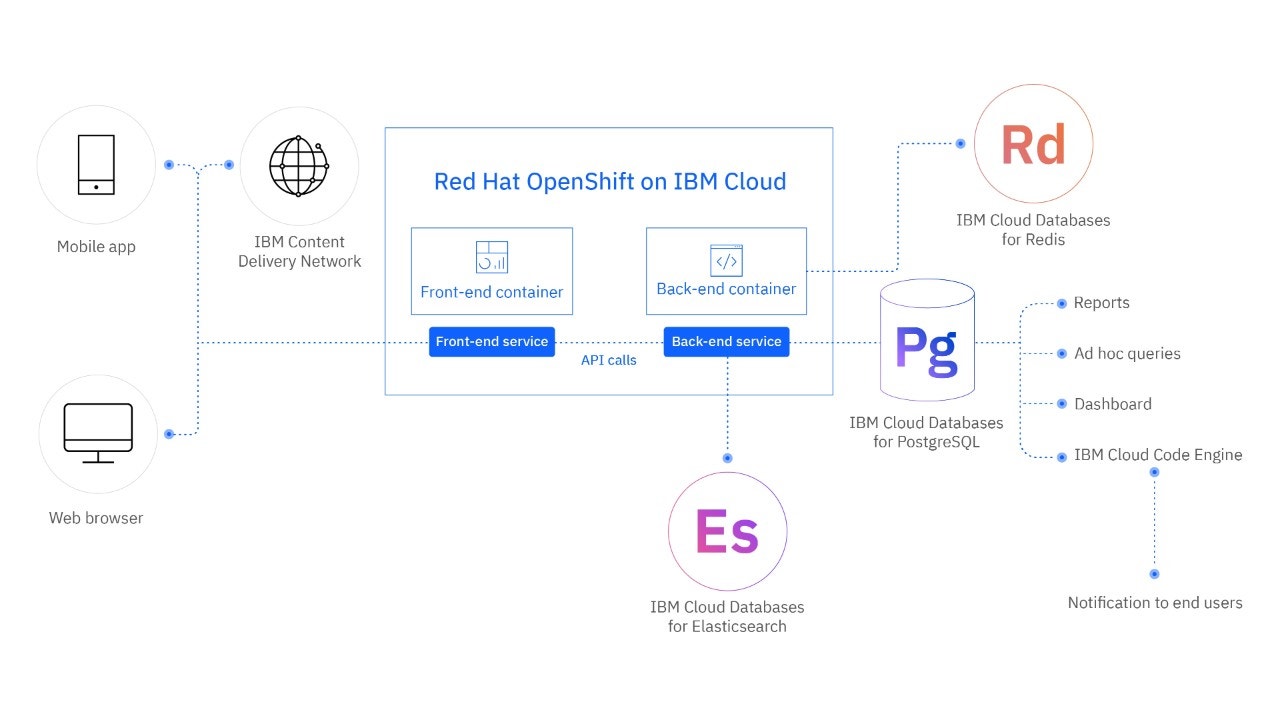 Mobile app
IBM Content
Delivery Network
Web browser
Red Hat OpenShift on IBM Cloud
Front-end container
Back-end container
Front-end service
API calls
Back-end service
Rd
IBM Cloud Databases
for Redis
Pg
IBM Cloud Databases
for PostgreSQL
Reports
Ad hoc queries
Dashboard
IBM Cloud Code Engine
Notification to end users
Es
IBM Cloud Databases
for Elasticsearch